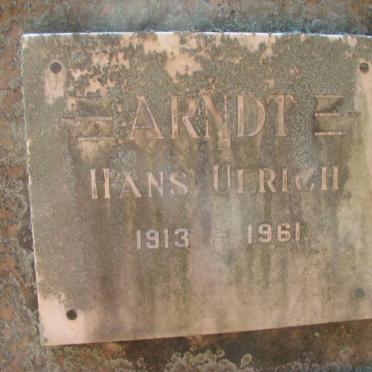 = ARNDT =
HANS ULRICH
1913 - 1961